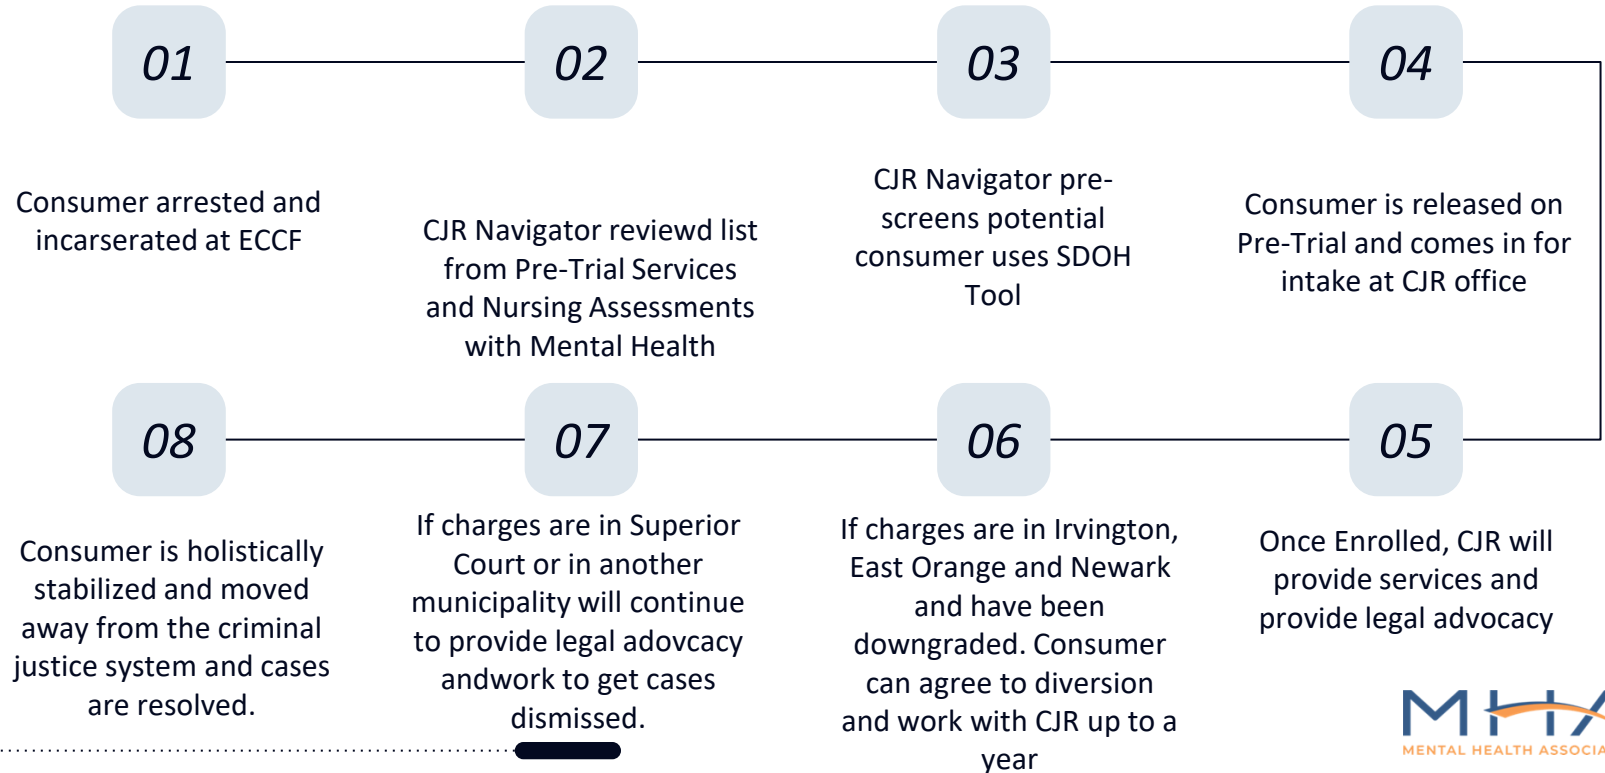 01
02
03
04
Consumer arrested and
incarserated at ECCF
CJR Navigator reviewd list
from Pre-Trial Services
and Nursing Assessments
with Mental Health
CJR Navigator pre-
screens potential
consumer uses SDOH
Tool
Consumer is released on
Pre-Trial and comes in for
intake at CJR office
08
07
06
05
Consumer is holistically
stabilized and moved
away from the criminal
justice system and cases
are resolved.
If charges are in Superior
Court or in another
municipality will continue
to provide legal adovcacy
andwork to get cases
dismissed.
If charges are in Irvington,
East Orange and Newark
and have been
downgraded. Consumer
can agree to diversion
and work with CJR up to a
year
Once Enrolled, CJR will
provide services and
provide legal advocacy
MHA
MENTAL HEALTH ASSOCIA